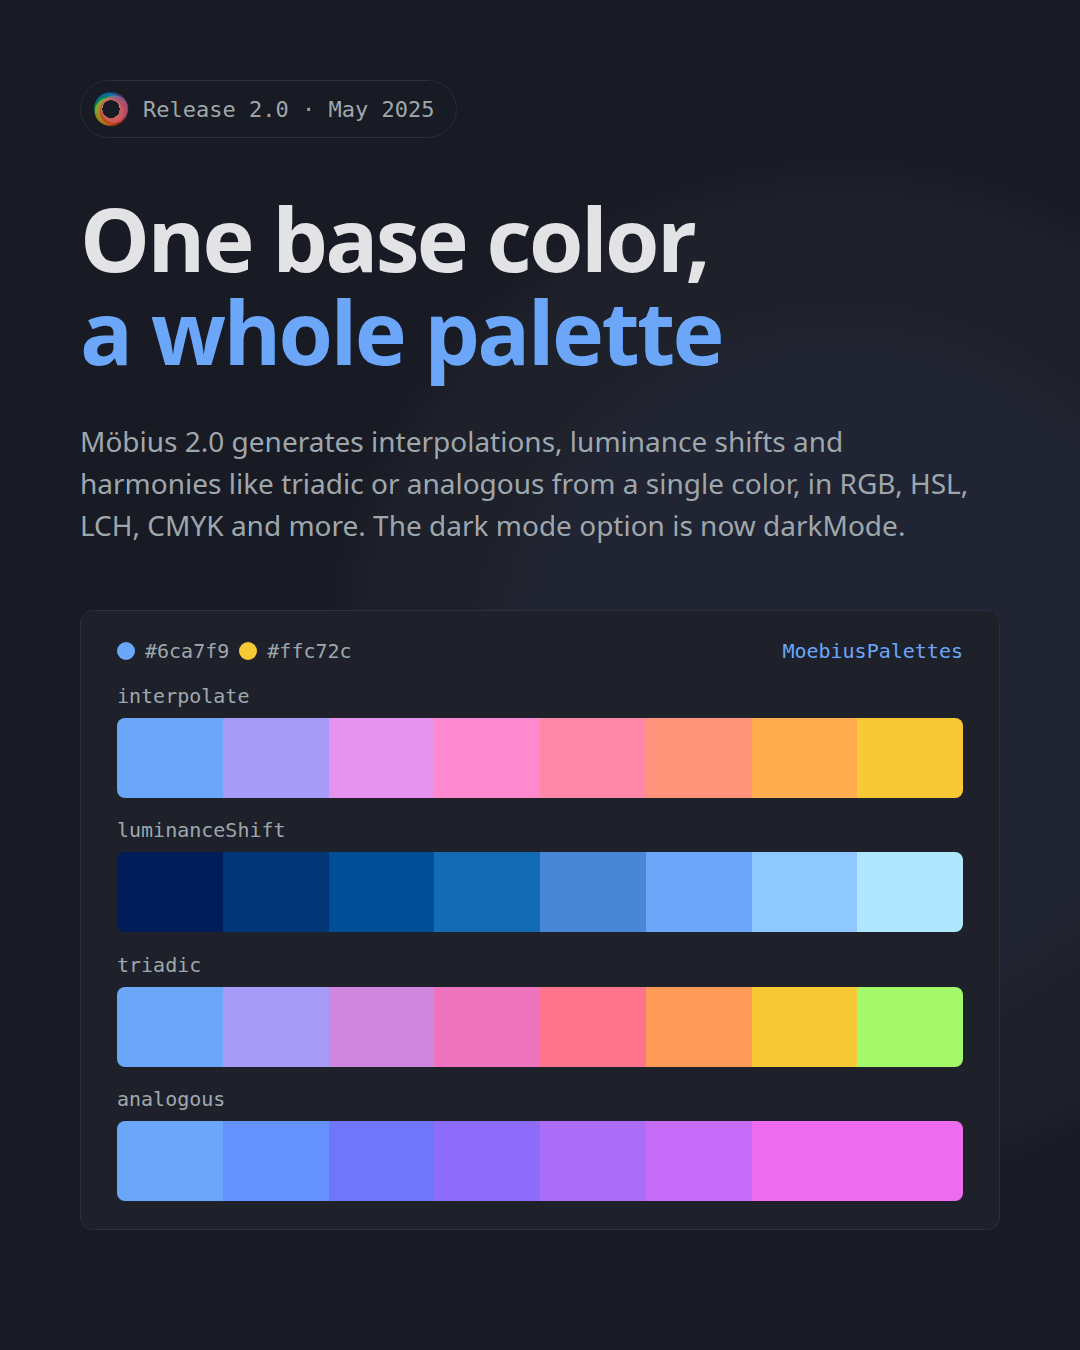 Release 2.0 · May 2025
One base color,
a whole palette
Möbius 2.0 generates interpolations, luminance shifts and
harmonies like triadic or analogous from a single color, in RGB, HSL,
LCH, CMYK and more. The dark mode option is now darkMode.
#6ca7f9 #ffc72c MoebiusPalettes
interpolate
luminanceShift
triadic
analogous